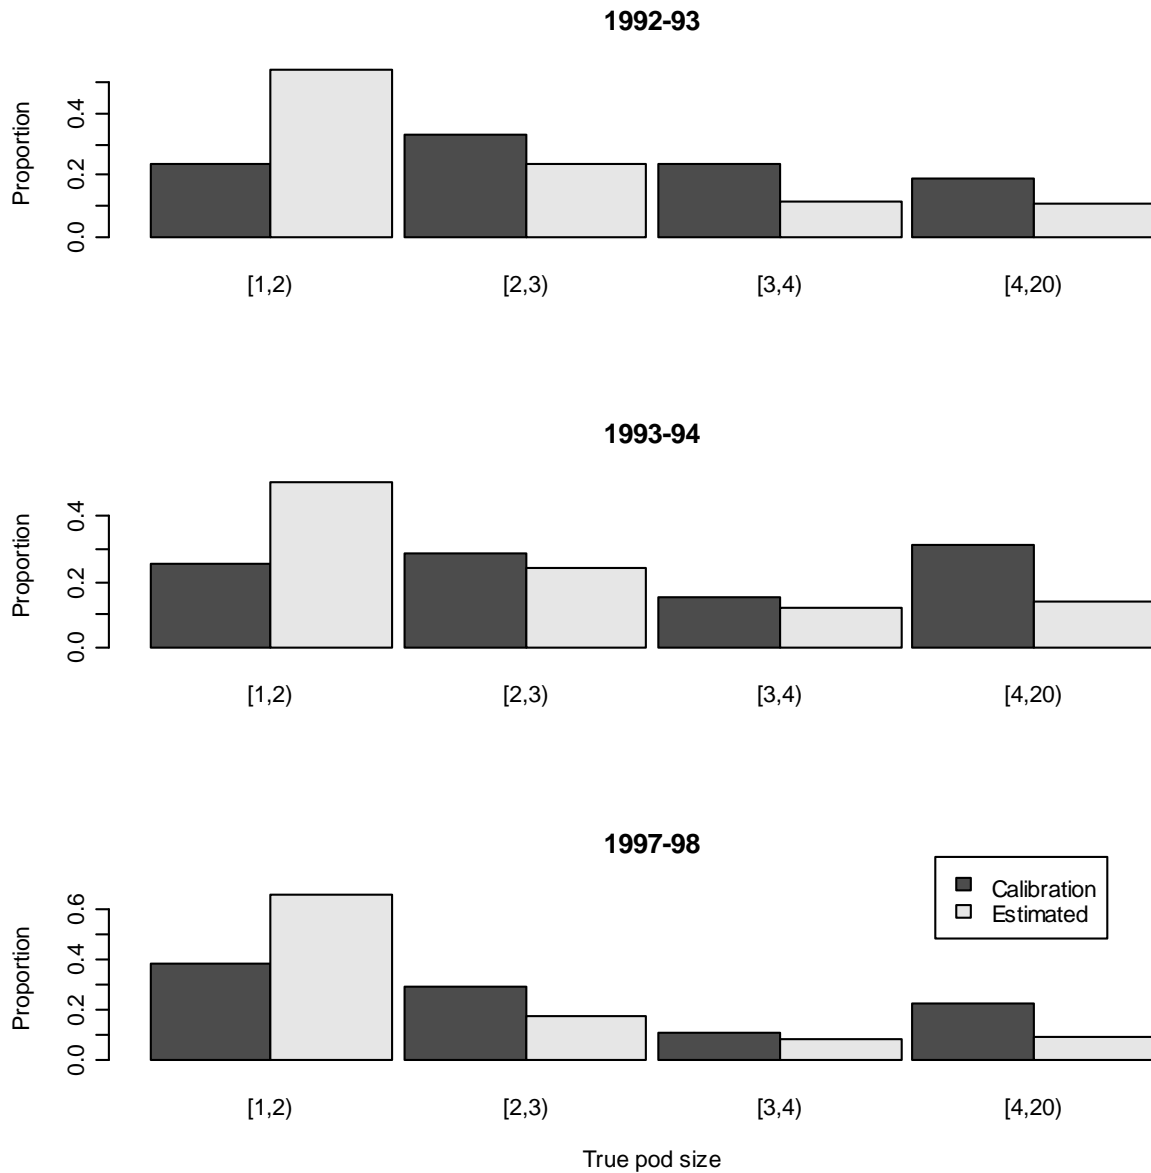 1992-93
Proportion
0.4
0.2
0.0
[1,2) [2,3) [3,4) [4,20)
1993-94
Proportion
0.4
0.2
0.0
[1,2) [2,3) [3,4) [4,20)
1997-98
Proportion
0.6
0.4
0.2
0.0
Calibration
Estimated
[1,2) [2,3) [3,4) [4,20)
True pod size